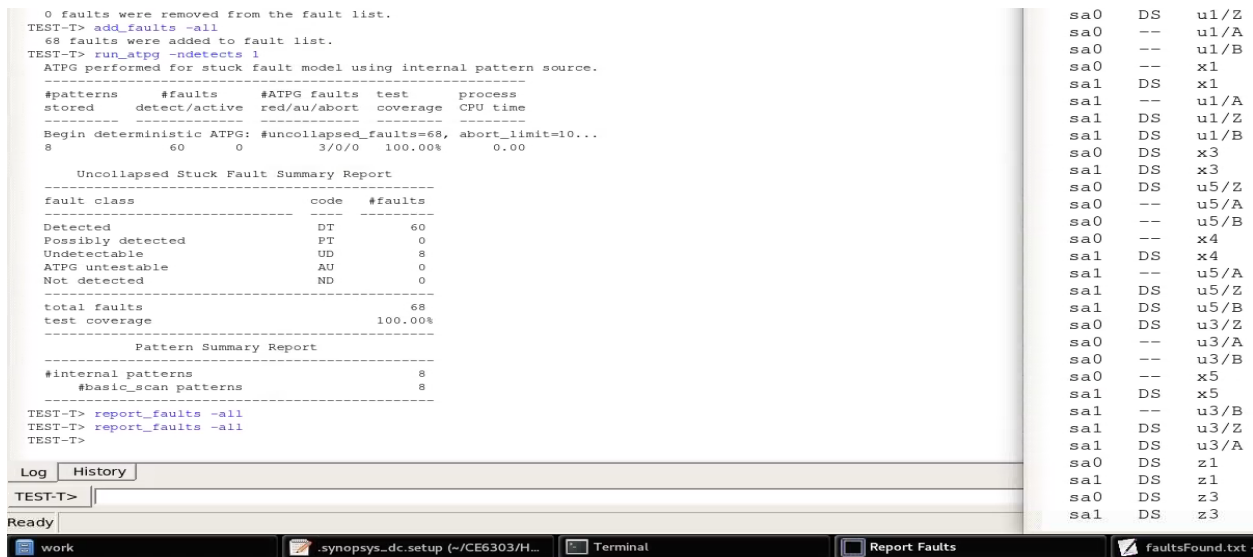 0 faults were removed from the fault list.
TEST-T> add_faults -all
68 faults were added to fault list.
TEST-T> run_atpg -ndetects 1
ATPG performed for stuck fault model using internal pattern source.
-----------------------------------------------------------------
#patterns #faults #ATPG faults test process
stored detect/active red/au/abort coverage CPU time
--------- ------------- ------------ -------- --------
Begin deterministic ATPG: #uncollapsed_faults=68, abort_limit=10...
8 60 0 3/0/0 100.00% 0.00
Uncollapsed Stuck Fault Summary Report
-----------------------------------------------
fault class code #faults
------------------------------ ---- ---------
Detected DT 60
Possibly detected PT 0
Undetectable UD 8
ATPG untestable AU 0
Not detected ND 0
-----------------------------------------------
total faults 68
test coverage 100.00%
-----------------------------------------------
Pattern Summary Report
-----------------------------------------------
#internal patterns 8
#basic_scan patterns 8
-----------------------------------------------
TEST-T> report_faults -all
TEST-T> report_faults -all
TEST-T>
Log History
TEST-T>
Ready
sa0 DS u1/Z
sa0 -- u1/A
sa0 -- u1/B
sa0 -- x1
sa1 DS x1
sa1 -- u1/A
sa1 DS u1/Z
sa1 DS u1/B
sa0 DS x3
sa1 DS x3
sa0 DS u5/Z
sa0 -- u5/A
sa0 -- u5/B
sa0 -- x4
sa1 DS x4
sa1 -- u5/A
sa1 DS u5/Z
sa1 DS u5/B
sa0 DS u3/Z
sa0 -- u3/A
sa0 -- u3/B
sa0 -- x5
sa1 DS x5
sa1 -- u3/B
sa1 DS u3/Z
sa1 DS u3/A
sa0 DS z1
sa1 DS z1
sa0 DS z3
sa1 DS z3
work
.synopsys_dc.setup (~/CE6303/H...
Terminal
Report Faults
faultsFound.txt